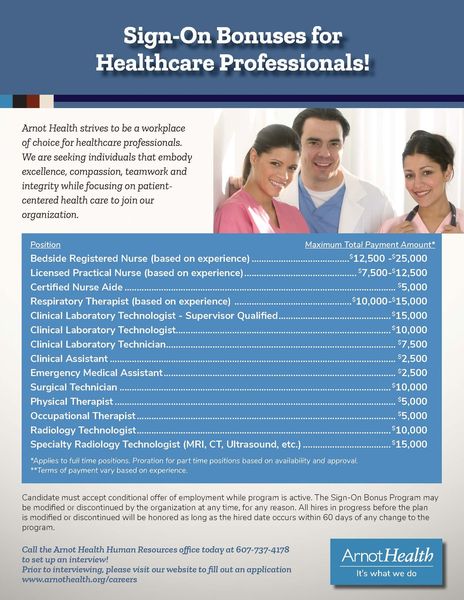 Sign-On Bonuses for
Healthcare Professionals!
Arnot Health strives to be a workplace
of choice for healthcare professionals.
We are seeking individuals that embody
excellence, compassion, teamwork and
integrity while focusing on patient-
centered health care to join our
organization.
Position Maximum Total Payment Amount*
Bedside Registered Nurse (based on experience) $12,500 -$25,000
Licensed Practical Nurse (based on experience) $7,500-$12,500
Certified Nurse Aide $5,000
Respiratory Therapist (based on experience) $10,000-$15,000
Clinical Laboratory Technologist - Supervisor Qualified $15,000
Clinical Laboratory Technologist $10,000
Clinical Laboratory Technician $7,500
Clinical Assistant $2,500
Emergency Medical Assistant $2,500
Surgical Technician $10,000
Physical Therapist $5,000
Occupational Therapist $5,000
Radiology Technologist $10,000
Specialty Radiology Technologist (MRI, CT, Ultrasound, etc.) $15,000
*Applies to full time positions. Proration for part time positions based on availability and approval.
**Terms of payment vary based on experience.
Candidate must accept conditional offer of employment while program is active. The Sign-On Bonus Program may
be modified or discontinued by the organization at any time, for any reason. All hires in progress before the plan
is modified or discontinued will be honored as long as the hired date occurs within 60 days of any change to the
program.
Call the Arnot Health Human Resources office today at 607-737-4178
to set up an interview!
Prior to interviewing, please visit our website to fill out an application
www.arnothealth.org/careers
ArnotHealth
It's what we do